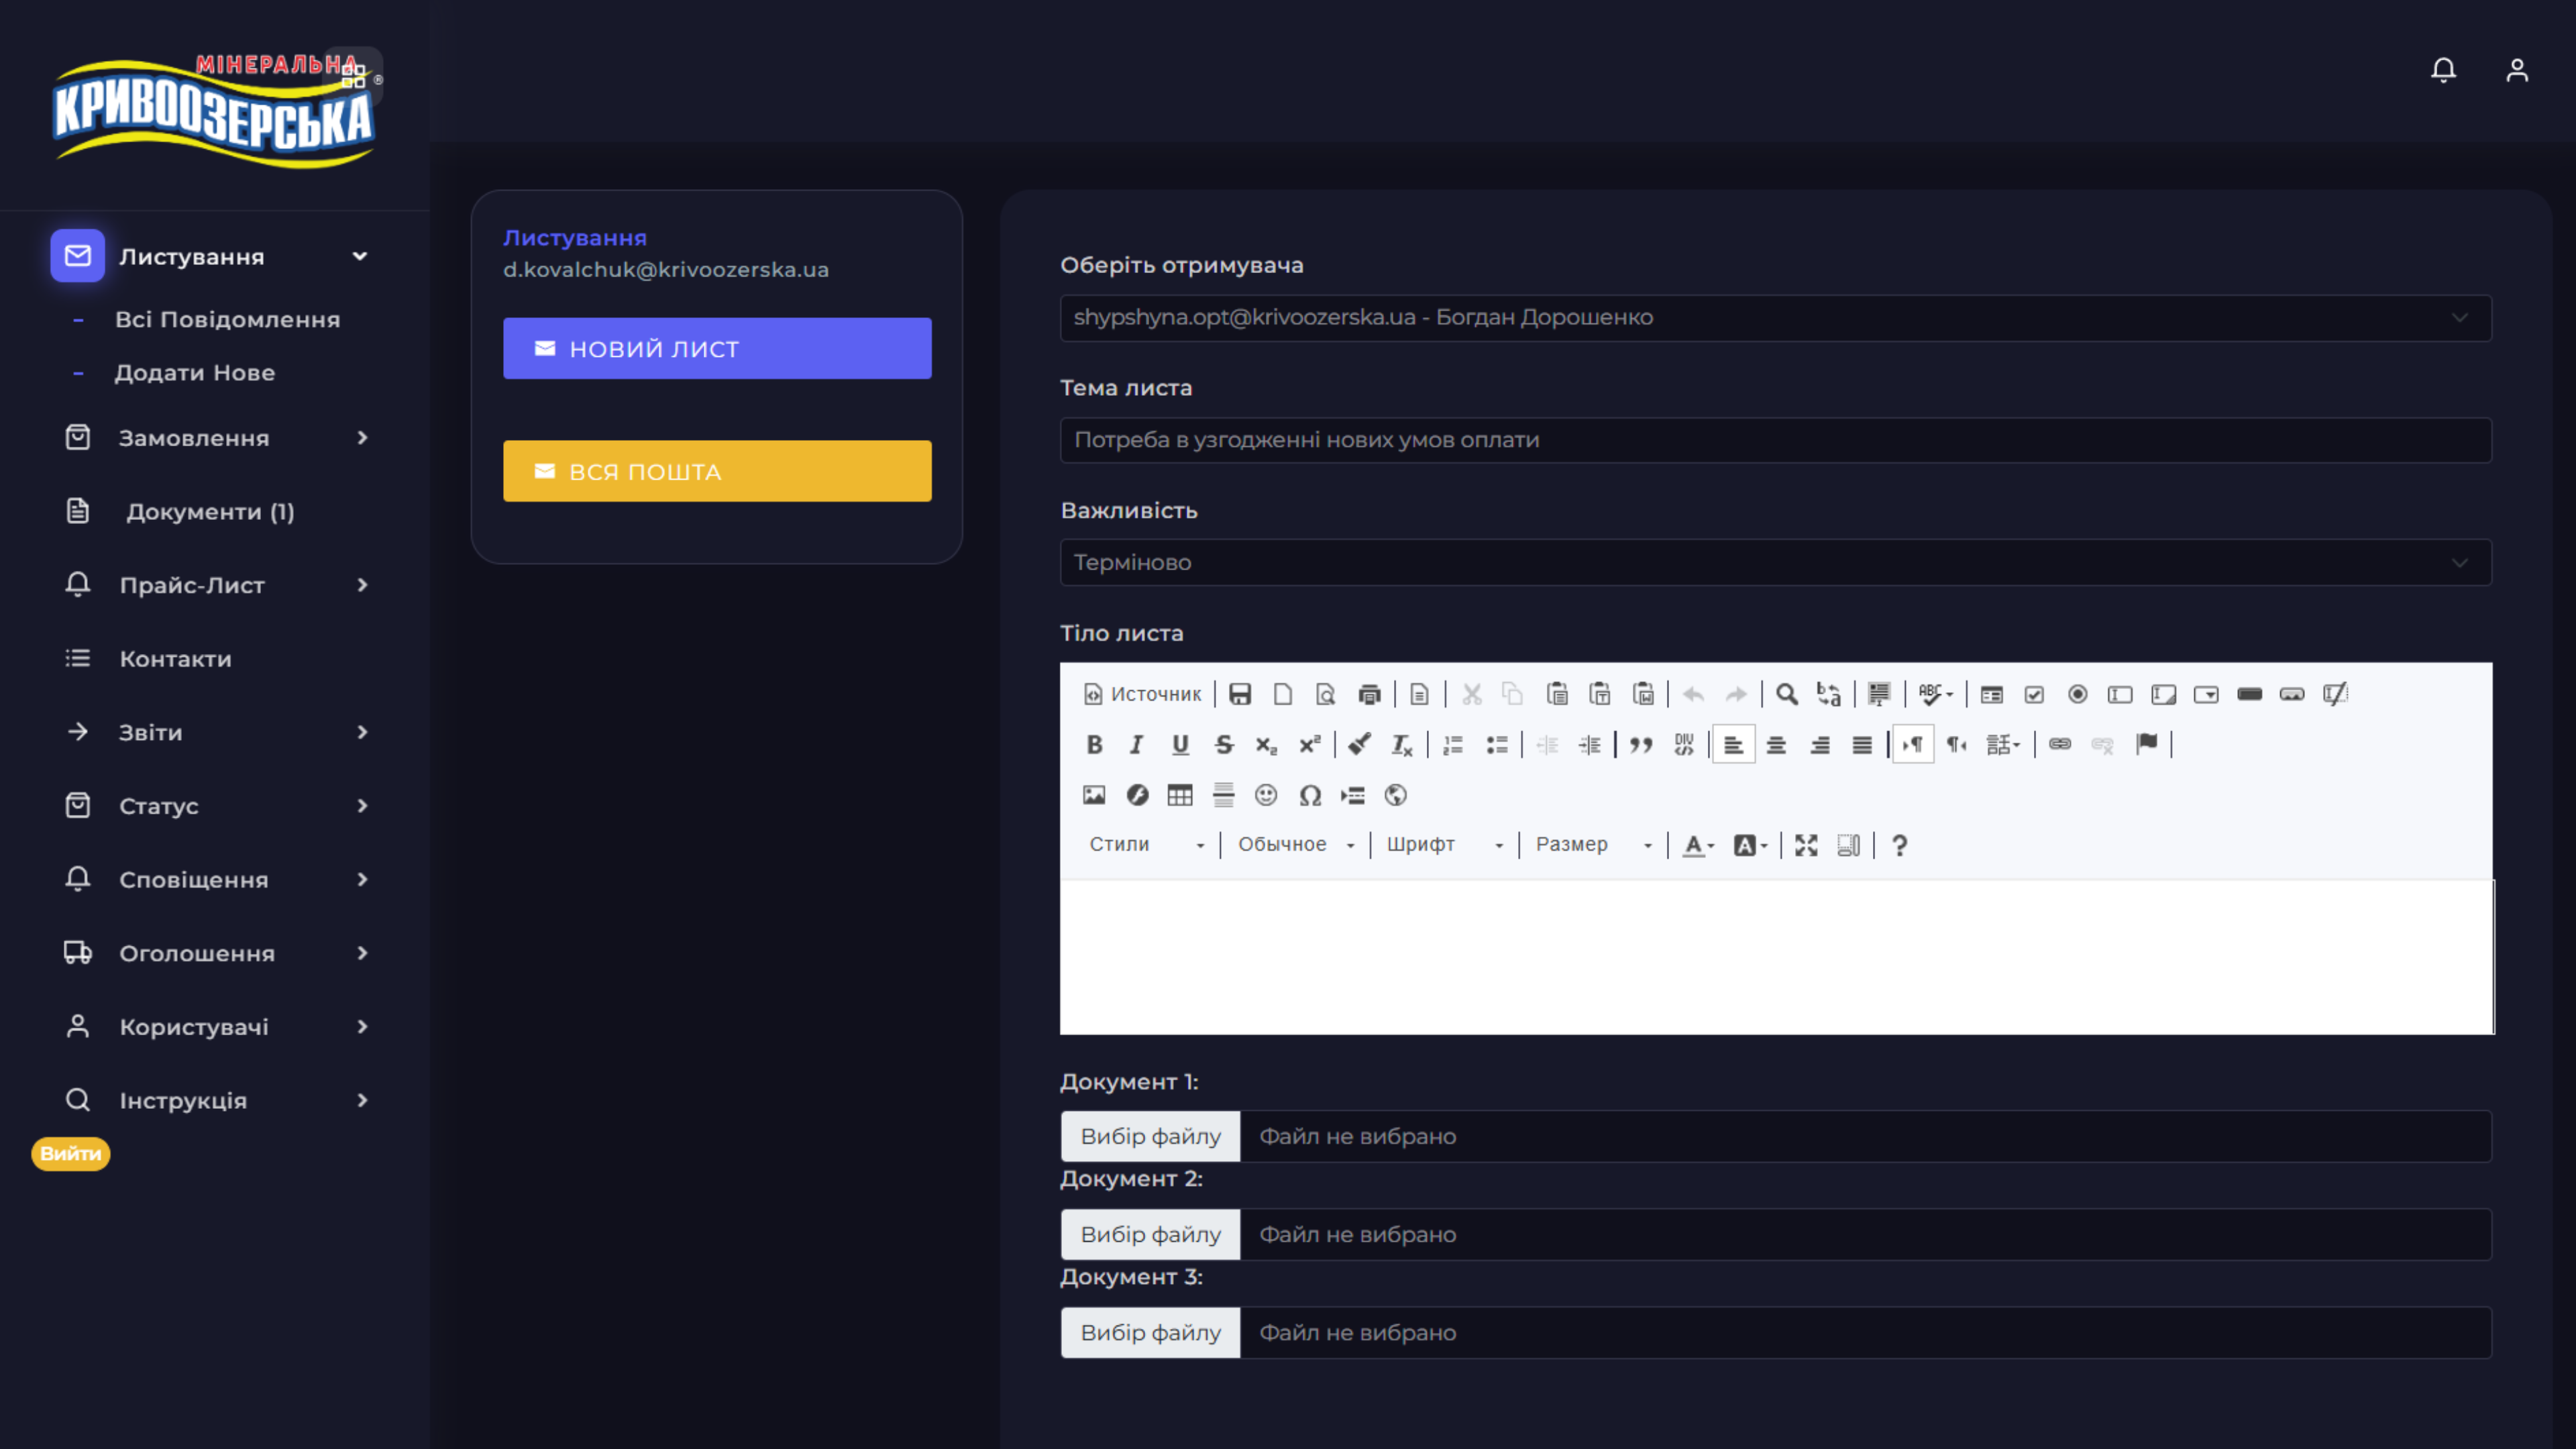 МІНЕРАЛЬНА
КРИВООЗЕРСЬКА®
Листування
Всі Повідомлення
Додати Нове
Замовлення
Документи (1)
Прайс-Лист
Контакти
Звіти
Статус
Сповіщення
Оголошення
Користувачі
Інструкція
Вийти
Листування
d.kovalchuk@krivoozerska.ua
НОВИЙ ЛИСТ
ВСЯ ПОШТА
Оберіть отримувача
shypshyna.opt@krivoozerska.ua - Богдан Дорошенко
Тема листа
Потреба в узгодженні нових умов оплати
Важливість
Терміново
Тіло листа
Источник
Стили Обычное Шрифт Размер
Документ 1:
Вибір файлу Файл не вибрано
Документ 2:
Вибір файлу Файл не вибрано
Документ 3:
Вибір файлу Файл не вибрано